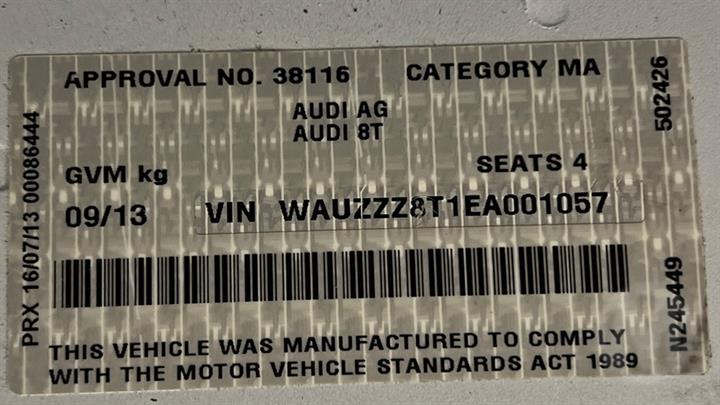 APPROVAL NO. 38116 CATEGORY MA
AUDI AG
AUDI 8T
GVM kg SEATS 4
09/13 VIN WAUZZZ8T1EA001057
THIS VEHICLE WAS MANUFACTURED TO COMPLY
WITH THE MOTOR VEHICLE STANDARDS ACT 1989
PRX 16/07/13 00086444
502426
N245449